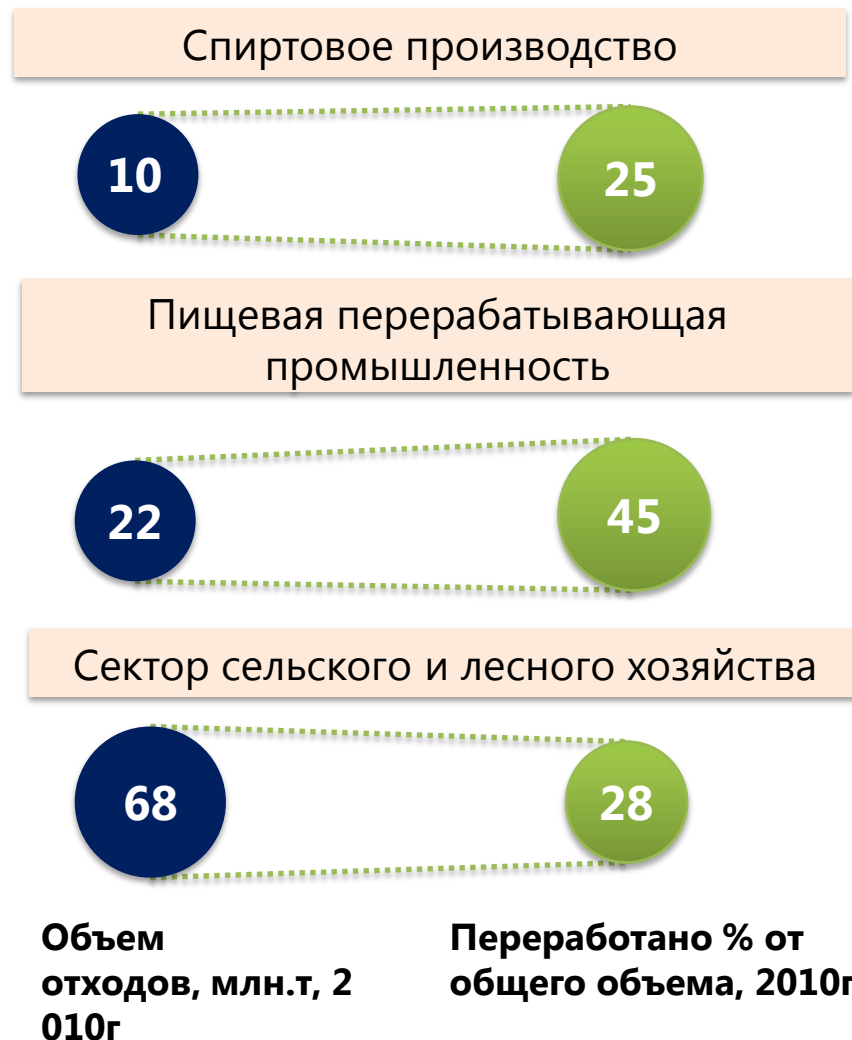 Спиртовое производство
10
25
Пищевая перерабатывающая
промышленность
22
45
Сектор сельского и лесного хозяйства
68
28
Объем
отходов, млн.т, 2
010г
Переработано % от
общего объема, 2010г